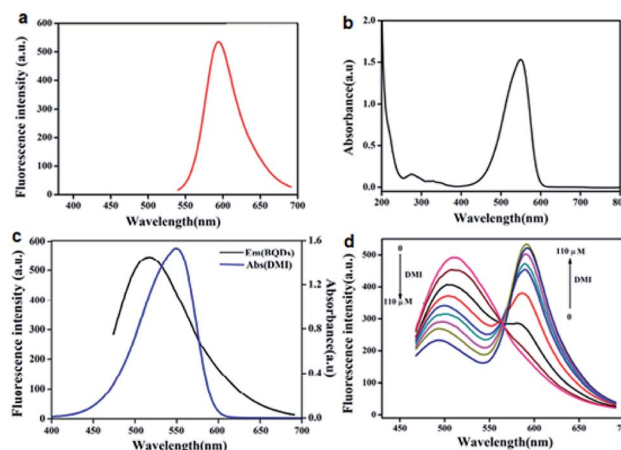 a
600
500
400
300
200
100
0
Fluorescence intensity (a.u.)
400 450 500 550 600 650 700
Wavelength(nm)
b
2.0
1.5
1.0
0.5
0.0
Absorbance(a.u)
200 300 400 500 600 700 800
Wavelength(nm)
c
600
500
400
300
200
100
0
Fluorescence intensity (a.u.)
Em(BQDs)
Abs(DMI)
1.6
1.2
0.8
0.4
0.0
Absorbance(a.u)
400 450 500 550 600 650 700
Wavelength(nm)
d
500
400
300
200
100
0
Fluorescence intensity(a.u.)
0
DMI
110 μM
110 μM
DMI
0
450 500 550 600 650
Wavelength(nm)